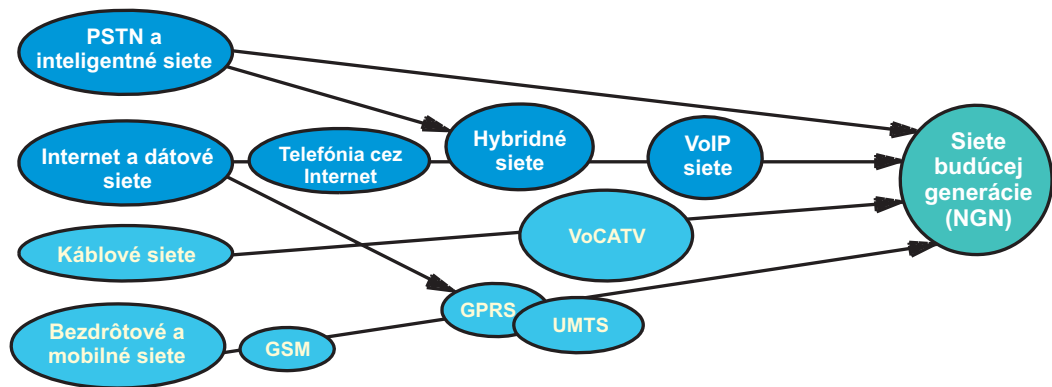 PSTN a
inteligentné siete
Internet a dátové
siete
Telefónia cez
Internet
Hybridné
siete
VoIP
siete
Siete
budúcej
generácie
(NGN)
Káblové siete
VoCATV
Bezdrôtové a
mobilné siete
GSM
GPRS
UMTS